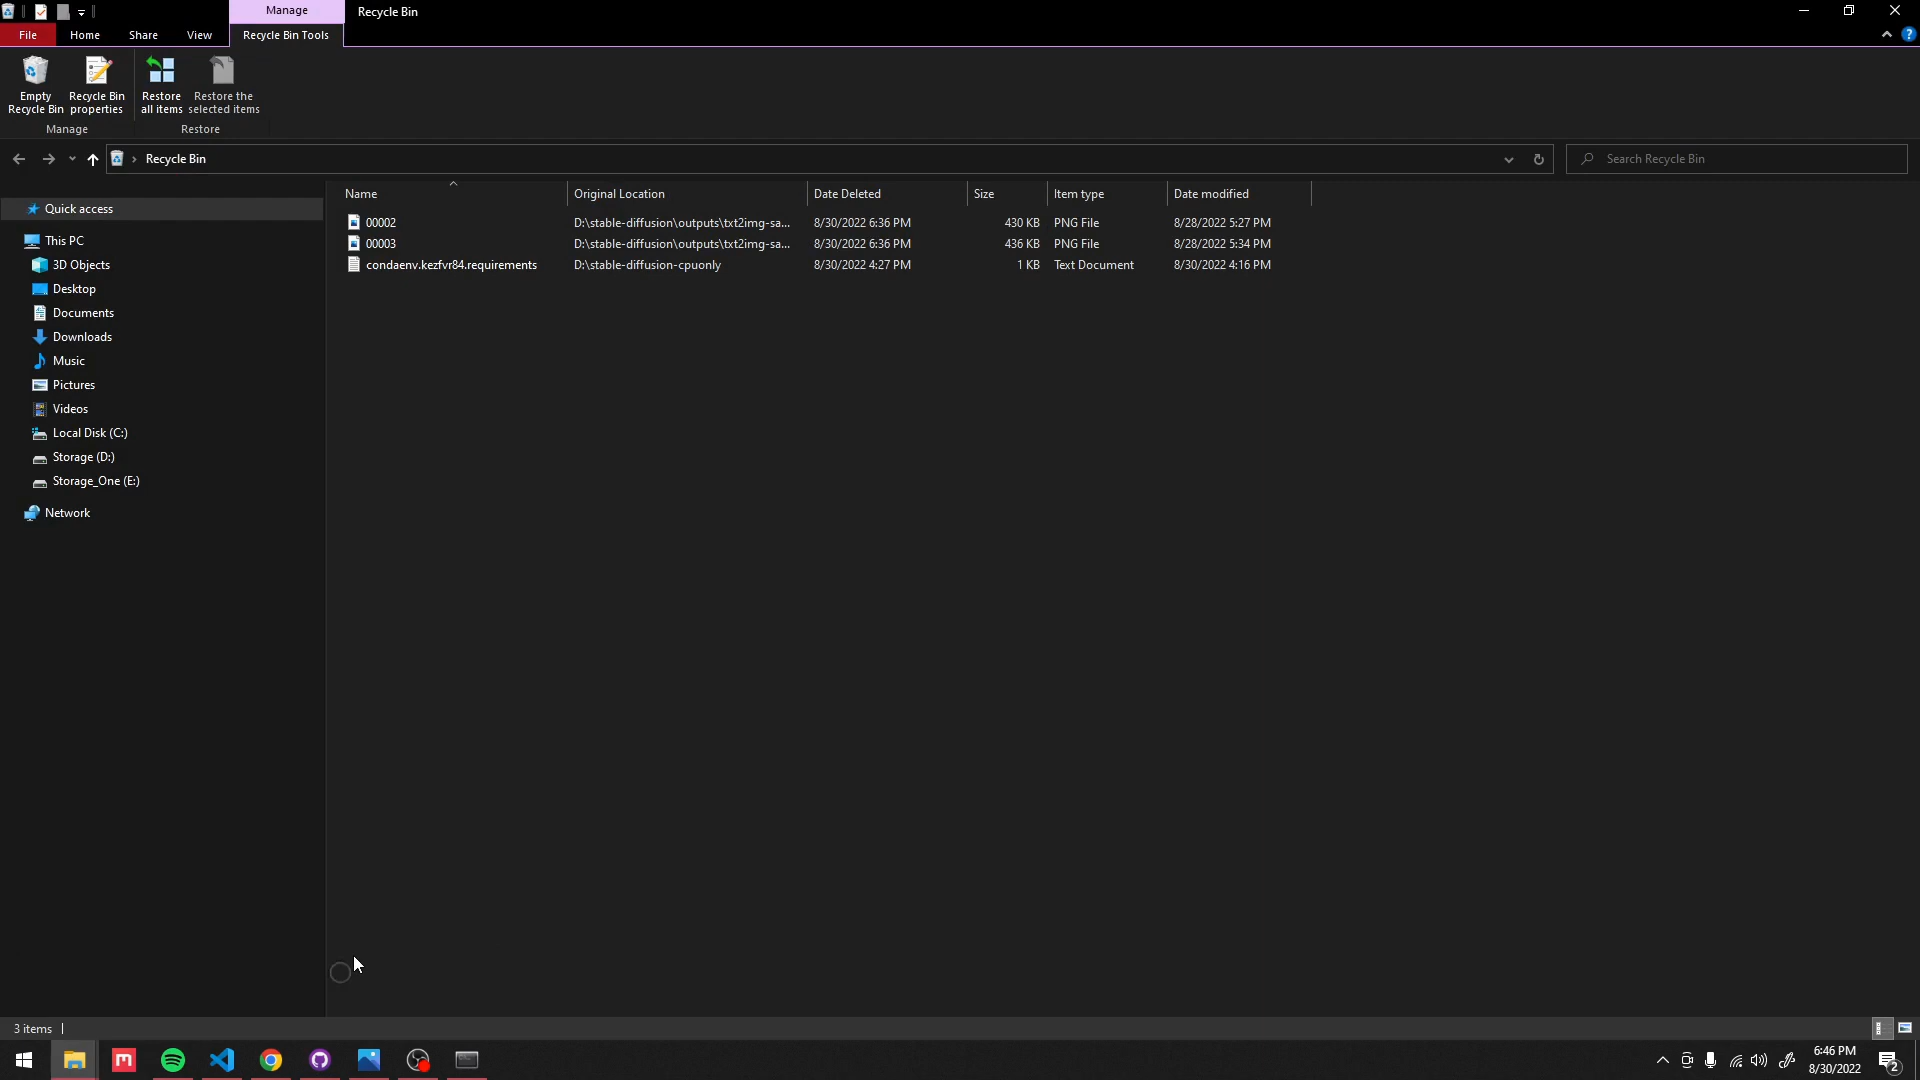 Manage
Recycle Bin
File
Home
Share
View
Recycle Bin Tools
Empty
Recycle Bin
Recycle Bin
properties
Restore
all items
Restore the
selected items
Manage
Restore
Recycle Bin
Search Recycle Bin
Name
Original Location
Date Deleted
Size
Item type
Date modified
00002 D:\stable-diffusion\outputs\txt2img-sa... 8/30/2022 6:36 PM 430 KB PNG File 8/28/2022 5:27 PM
00003 D:\stable-diffusion\outputs\txt2img-sa... 8/30/2022 6:36 PM 436 KB PNG File 8/28/2022 5:34 PM
condaenv.kezfvr84.requirements D:\stable-diffusion-cpuonly 8/30/2022 4:27 PM 1 KB Text Document 8/30/2022 4:16 PM
Quick access
This PC
3D Objects
Desktop
Documents
Downloads
Music
Pictures
Videos
Local Disk (C:)
Storage (D:)
Storage_One (E:)
Network
3 items
6:46 PM
8/30/2022
2